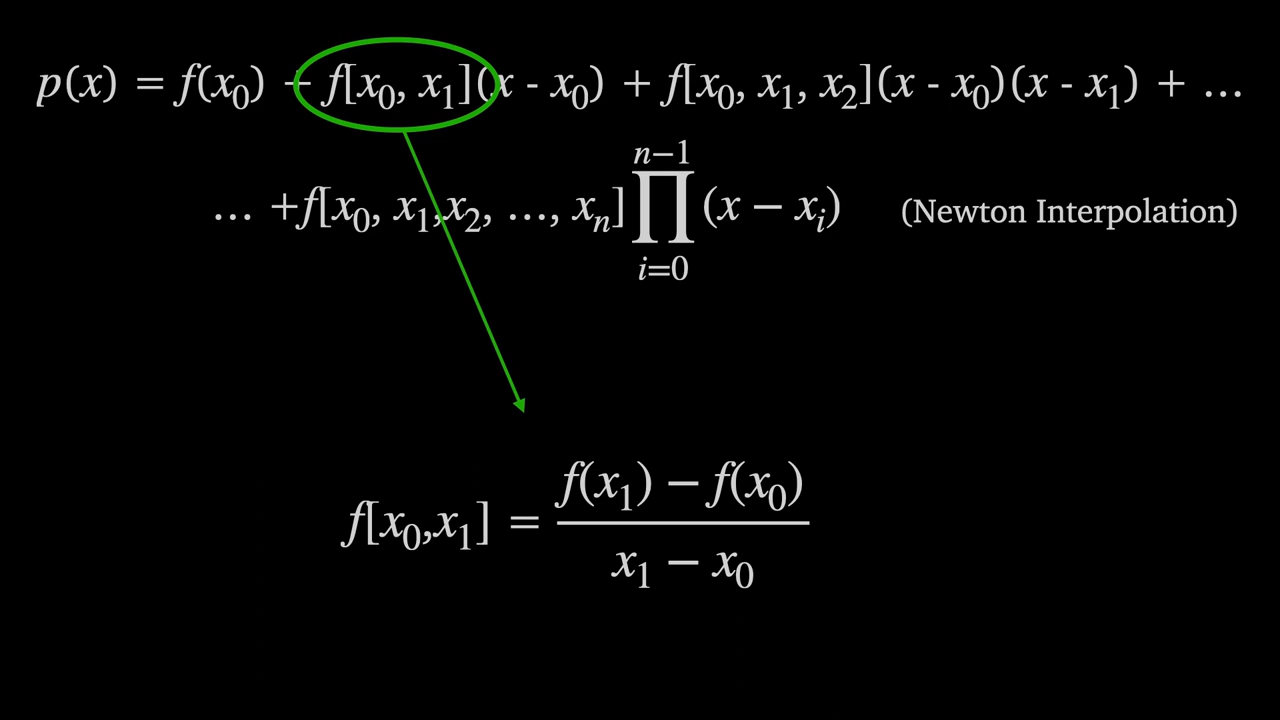 p(x) = f(x₀) + f[x₀, x₁](x - x₀) + f[x₀, x₁, x₂](x - x₀)(x - x₁) + ...
... +f[x₀, x₁,x₂, ..., xₙ] ∏_{i=0}^{n−1} (x − xᵢ) (Newton Interpolation)
f[x₀,x₁] = \frac{f(x₁) − f(x₀)}{x₁ − x₀}